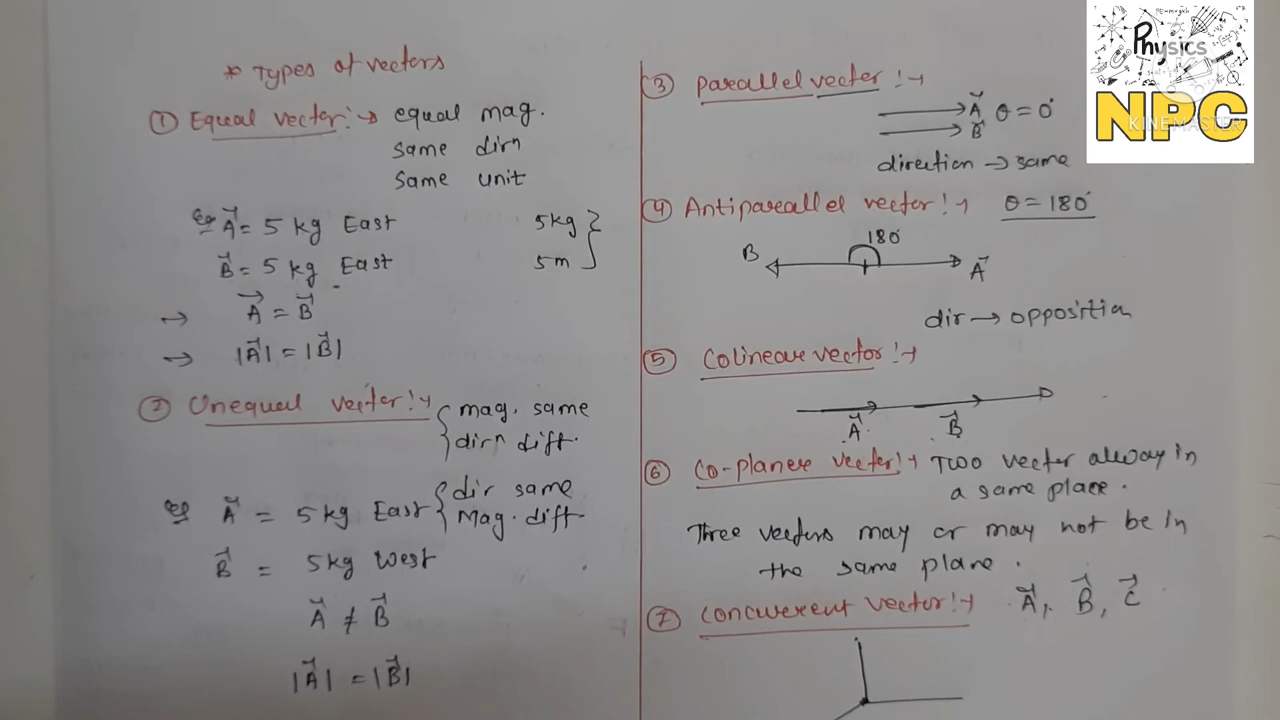 * Types of vectors
① Equal vector :→ equal mag.
same dirn
same unit
eg A⃗ = 5 kg East
5kg }
B⃗ = 5 kg East
5m
→ A⃗ = B⃗
→ |A⃗| = |B⃗|
② Unequal vector :→ { mag. same
dirn dift.
{ dir same
eg A⃗ = 5 kg East
Mag. dift.
B⃗ = 5 kg West
A⃗ ≠ B⃗
|A⃗| = |B⃗|
③ parallel vector :→
A⃗ θ = 0°
B⃗
direction → same
④ Antiparallel vector :→ θ = 180°
180°
B A⃗
dir → opposition
⑤ Colinear vector :→
A⃗ B⃗
⑥ Co-planer vector :→ Two vector alway in
a same place.
Three vectors may or may not be in
the same plane.
⑦ Concurerent vector :→ A⃗, B⃗, C⃗
Physics
NPC
KINEMASTER